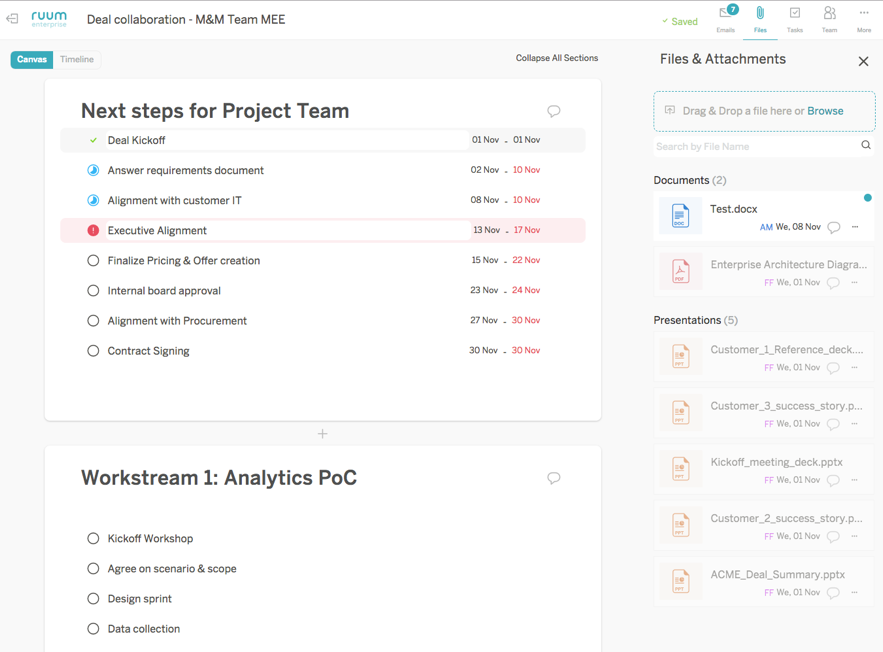 ruum
enterprise
Deal collaboration - M&M Team MEE
Saved
7
Emails
Files
Tasks
Team
More
Canvas
Timeline
Collapse All Sections
Next steps for Project Team
Deal Kickoff 01 Nov - 01 Nov
Answer requirements document 02 Nov - 10 Nov
Alignment with customer IT 08 Nov - 10 Nov
! Executive Alignment 13 Nov - 17 Nov
Finalize Pricing & Offer creation 15 Nov - 22 Nov
Internal board approval 23 Nov - 24 Nov
Alignment with Procurement 27 Nov - 30 Nov
Contract Signing 30 Nov - 30 Nov
+
Workstream 1: Analytics PoC
Kickoff Workshop
Agree on scenario & scope
Design sprint
Data collection
Files & Attachments
Drag & Drop a file here or Browse
Search by File Name
Documents (2)
DOC
Test.docx
AM We, 08 Nov
PDF
Enterprise Architecture Diagra...
FF We, 01 Nov
Presentations (5)
PPT
Customer_1_Reference_deck....
FF We, 01 Nov
PPT
Customer_3_success_story.p...
FF We, 01 Nov
PPT
Kickoff_meeting_deck.pptx
FF We, 01 Nov
PPT
Customer_2_success_story.p...
FF We, 01 Nov
PPT
ACME_Deal_Summary.pptx
FF We, 01 Nov